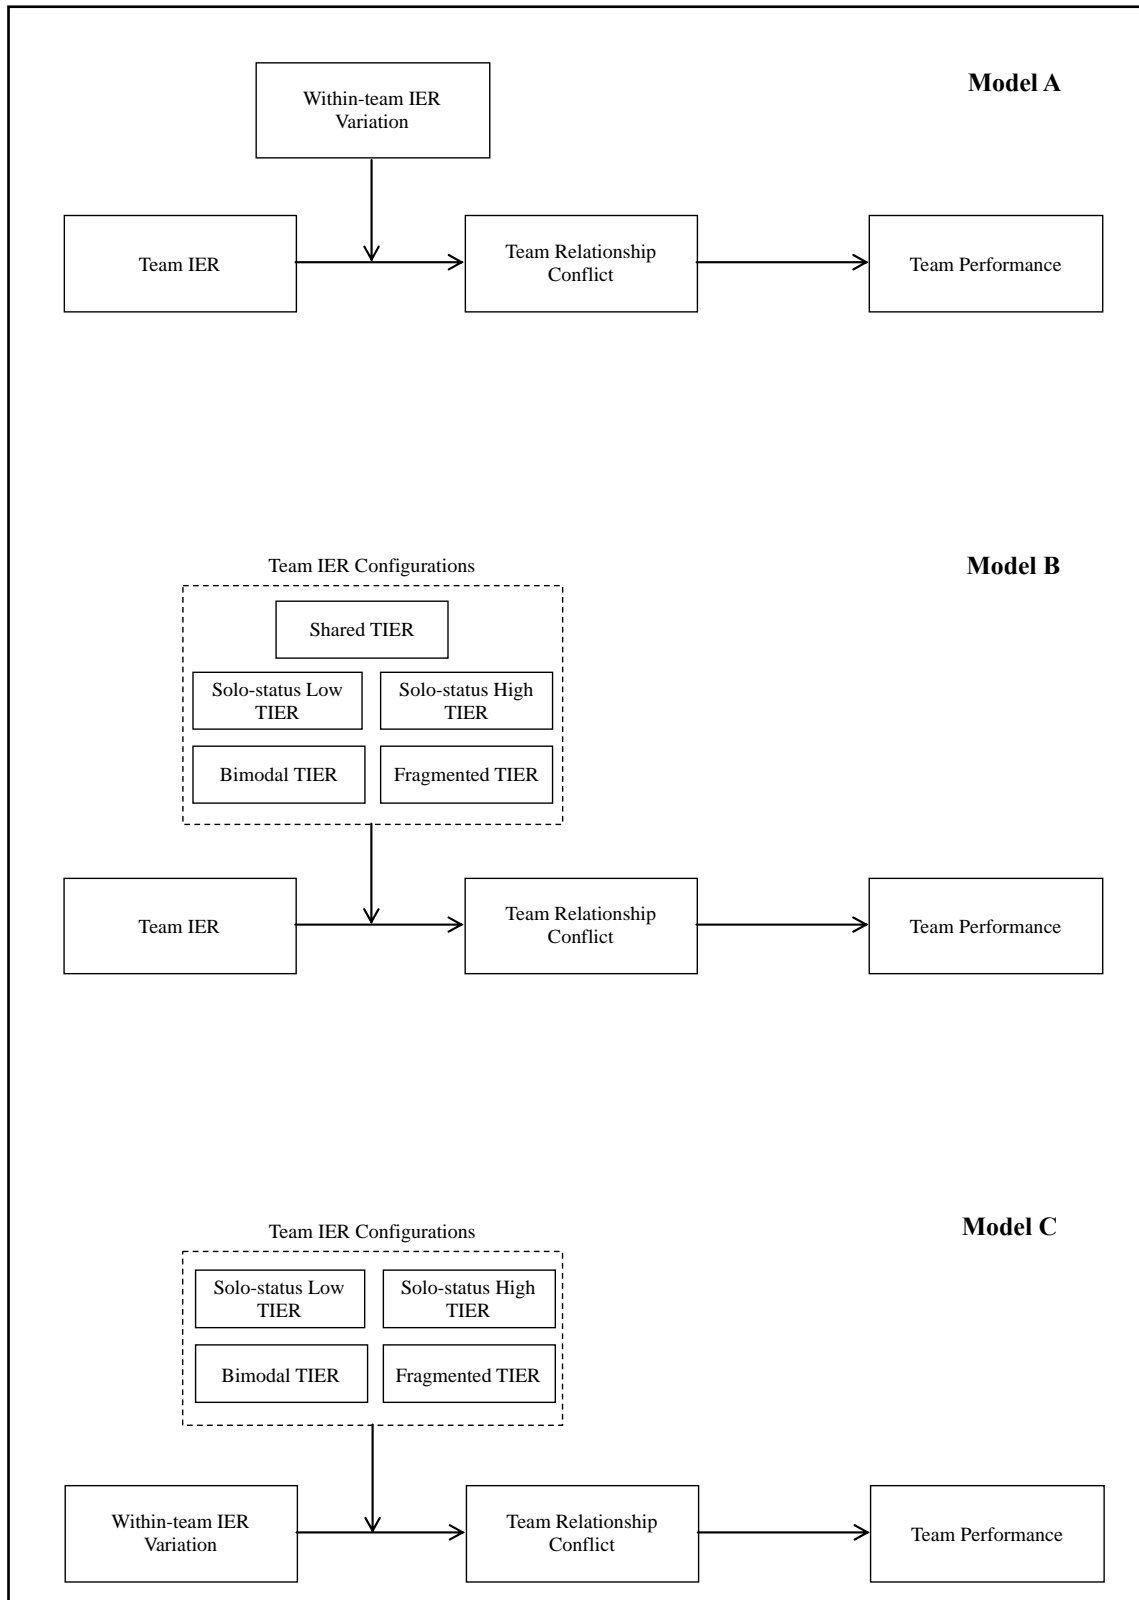 Model A
Within-team IER
Variation
Team IER
Team Relationship
Conflict
Team Performance
Model B
Team IER Configurations
Shared TIER
Solo-status Low
TIER
Solo-status High
TIER
Bimodal TIER
Fragmented TIER
Team IER
Team Relationship
Conflict
Team Performance
Model C
Team IER Configurations
Solo-status Low
TIER
Solo-status High
TIER
Bimodal TIER
Fragmented TIER
Within-team IER
Variation
Team Relationship
Conflict
Team Performance